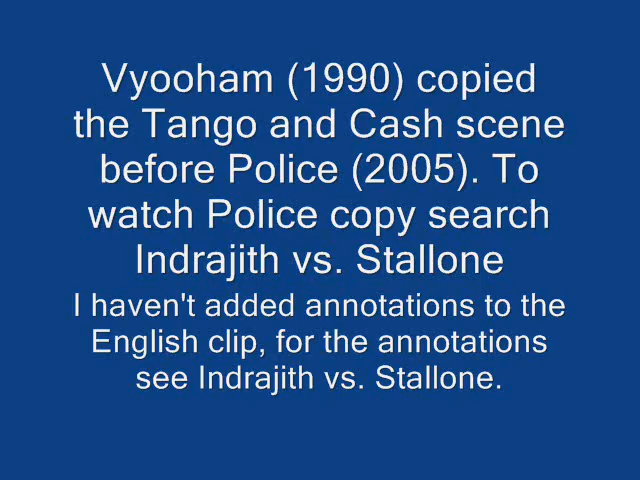 Vyooham (1990) copied
the Tango and Cash scene
before Police (2005). To
watch Police copy search
Indrajith vs. Stallone
I haven't added annotations to the
English clip, for the annotations
see Indrajith vs. Stallone.